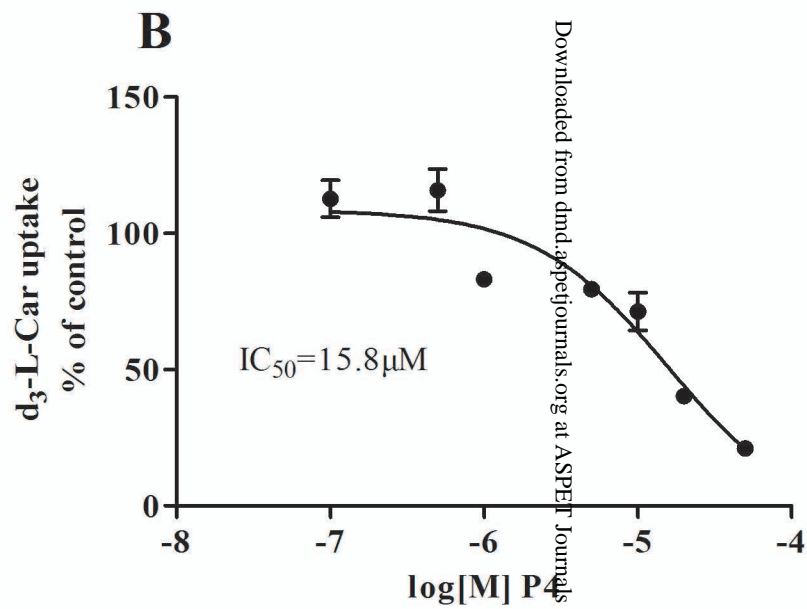 B
150
100
50
0
d₃-L-Car uptake
% of control
IC₅₀=15.8μM
-8
-7
-6
-5
-4
log[M] P4
Downloaded from dmd.aspetjournals.org at ASPET Journals